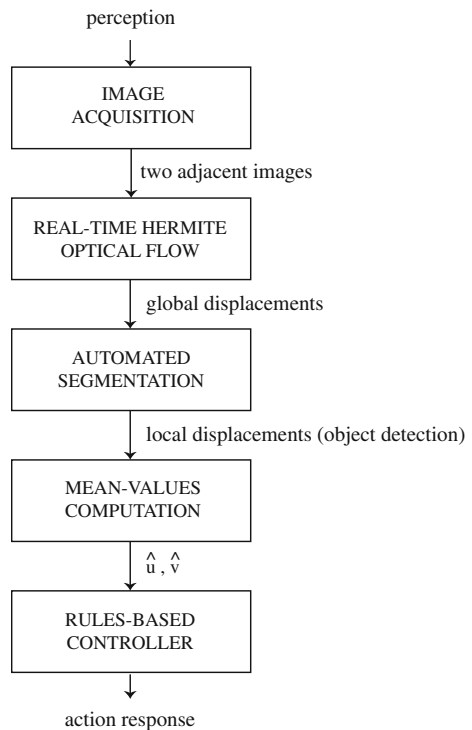 perception
IMAGE
ACQUISITION
two adjacent images
REAL-TIME HERMITE
OPTICAL FLOW
global displacements
AUTOMATED
SEGMENTATION
local displacements (object detection)
MEAN-VALUES
COMPUTATION
û , v̂
RULES-BASED
CONTROLLER
action response